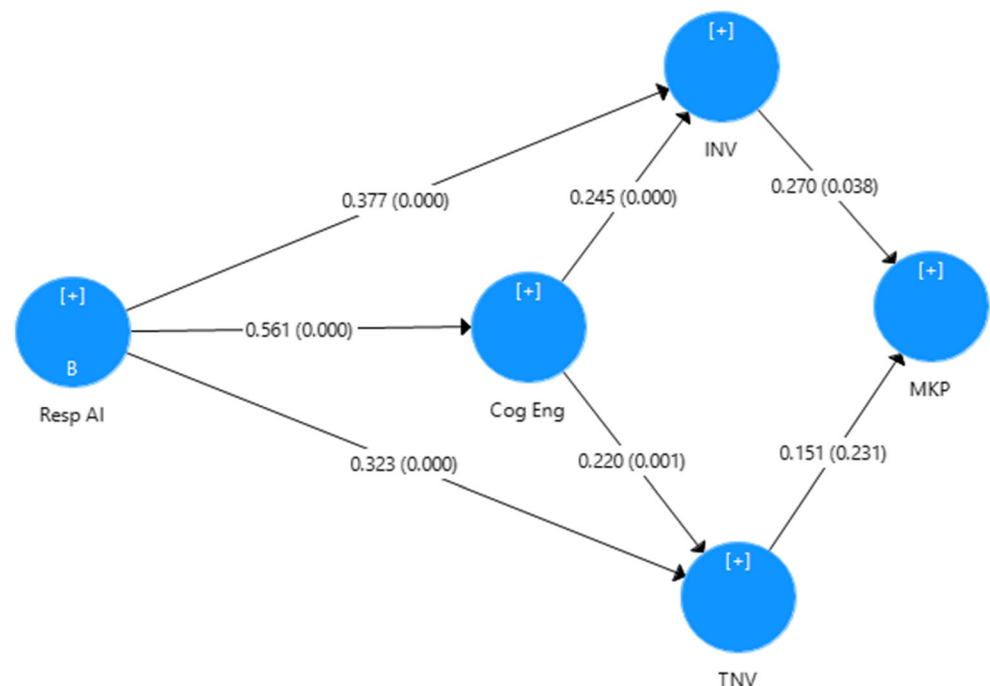 [+]
INV
0.377 (0.000)
0.245 (0.000)
0.270 (0.038)
[+]
B
Resp AI
0.561 (0.000)
[+]
Cog Eng
[+]
MKP
0.323 (0.000)
0.220 (0.001)
0.151 (0.231)
[+]
TNV